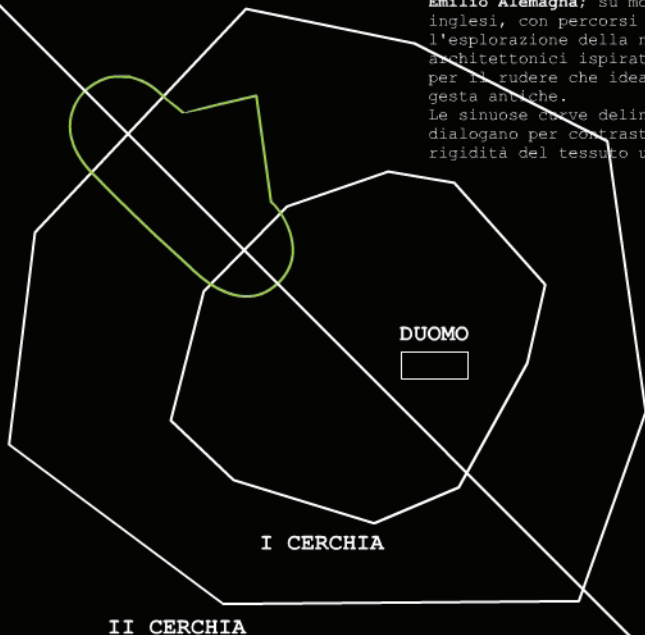 Emilio Alemagna; su mo
inglesi, con percorsi
l'esplorazione della n
architettonici ispirat
per il rudere che idea
gesta antiche.
Le sinuose curve delin
dialogano per contrast
rigidità del tessuto u
DUOMO
I CERCHIA
II CERCHIA